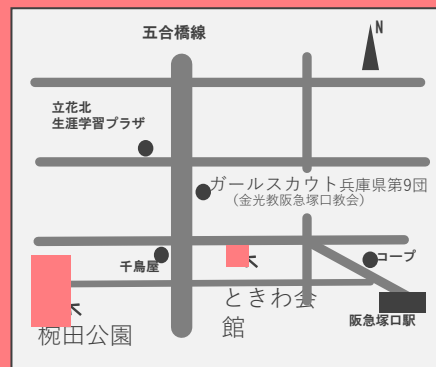 五合橋線
N
立花北
生涯学習プラザ
ガールスカウト兵庫県第9団
(金光教阪急塚口教会)
千鳥屋
コープ
ときわ会
館
椀田公園
阪急塚口駅